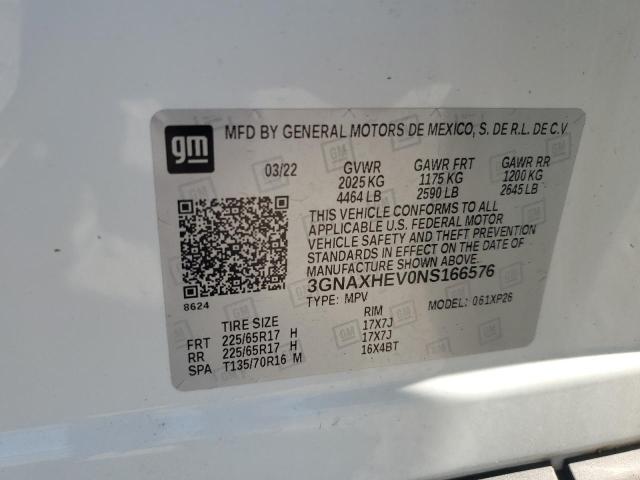 gm
MFD BY GENERAL MOTORS DE MEXICO, S. DE R.L. DE C.V
03/22 GVWR GAWR FRT GAWR RR
2025 KG 1175 KG 1200 KG
4464 LB 2590 LB 2645 LB
THIS VEHICLE CONFORMS TO ALL
APPLICABLE U.S. FEDERAL MOTOR
VEHICLE SAFETY AND THEFT PREVENTION
STANDARDS IN EFFECT ON THE DATE OF
MANUFACTURE SHOWN ABOVE.
3GNAXHEV0NS166576
8624
TYPE: MPV MODEL: 061XP26
TIRE SIZE RIM
FRT 225/65R17 H 17X7J
RR 225/65R17 H 17X7J
SPA T135/70R16 M 16X4BT